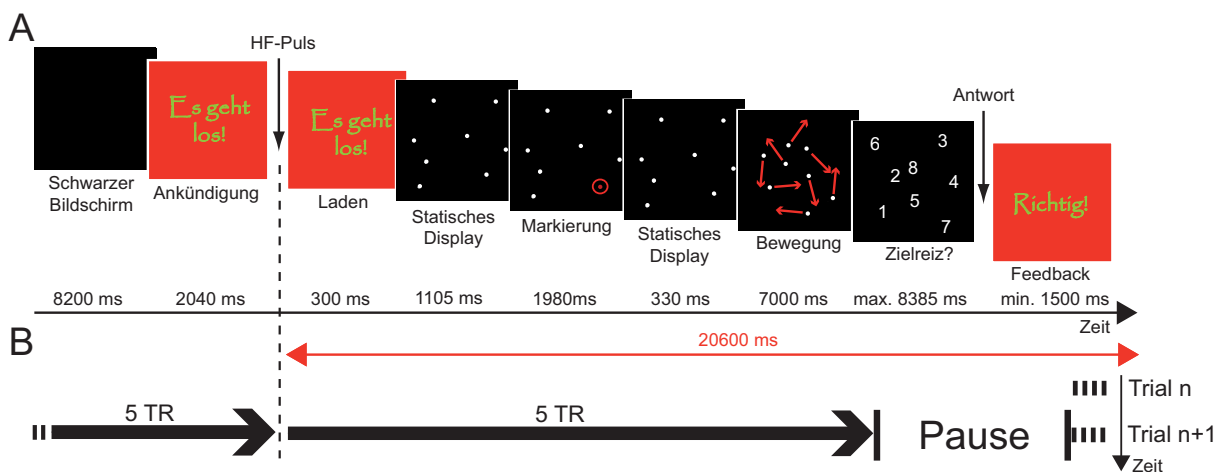 A
HF-Puls
Antwort
Es geht
los!
Es geht
los!
6
3
8
2
4
5
1
7
Richtig!
Schwarzer
Bildschirm
Ankündigung
Laden
Statisches
Display
Markierung
Statisches
Display
Bewegung
Zielreiz?
Feedback
8200 ms
2040 ms
300 ms
1105 ms
1980ms
330 ms
7000 ms
max. 8385 ms
min. 1500 ms
Zeit
B
20600 ms
5 TR
5 TR
Pause
Trial n
Trial n+1
Zeit